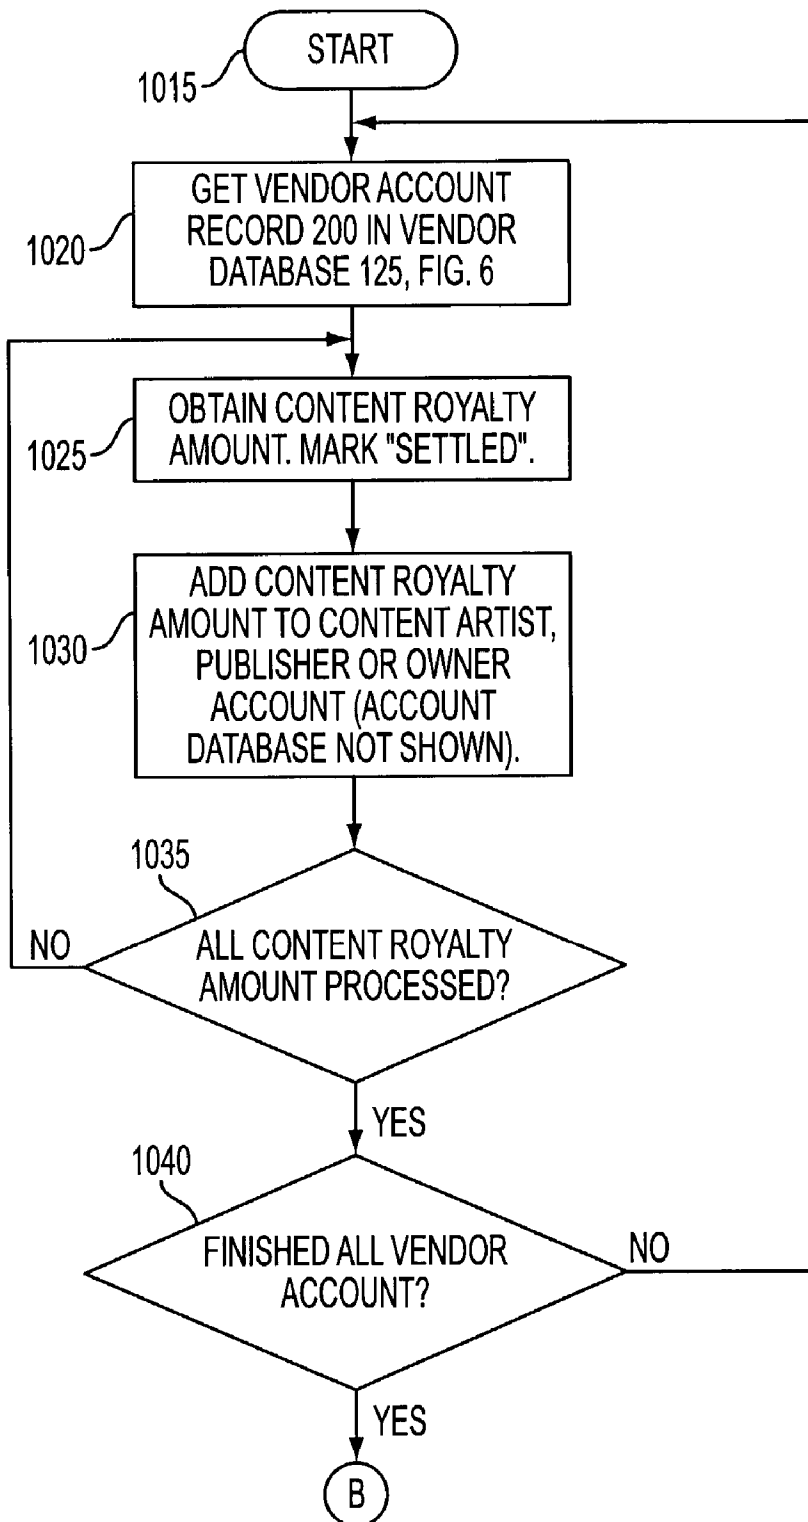 START
1015
GET VENDOR ACCOUNT
RECORD 200 IN VENDOR
DATABASE 125, FIG. 6
1020
OBTAIN CONTENT ROYALTY
AMOUNT. MARK "SETTLED".
1025
ADD CONTENT ROYALTY
AMOUNT TO CONTENT ARTIST,
PUBLISHER OR OWNER
ACCOUNT (ACCOUNT
DATABASE NOT SHOWN).
1030
1035
NO
ALL CONTENT ROYALTY
AMOUNT PROCESSED?
YES
1040
FINISHED ALL VENDOR
ACCOUNT?
NO
YES
B